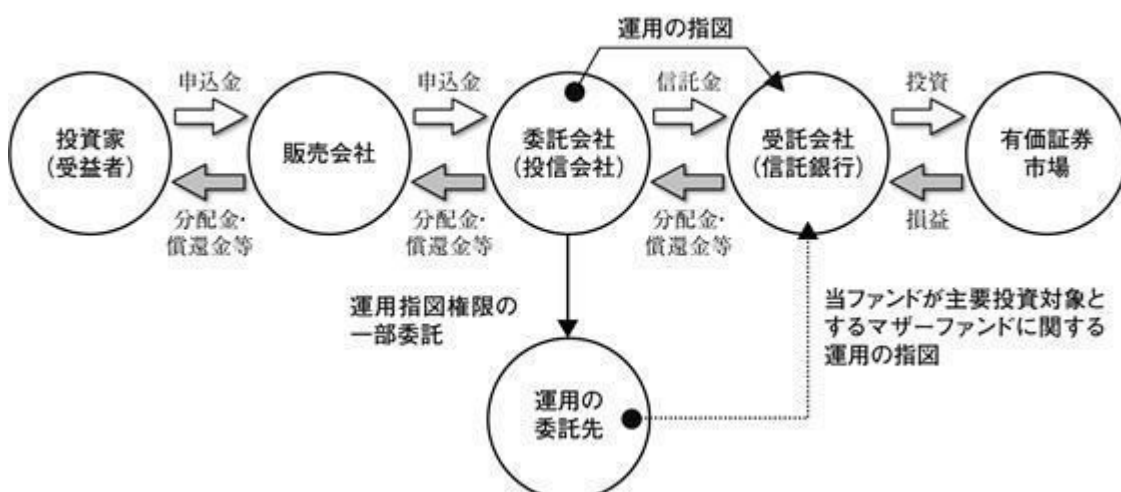 運用の指図
申込金
申込金
信託金
投資
投資家
(受益者)
販売会社
委託会社
(投信会社)
受託会社
(信託銀行)
有価証券
市場
分配金・
償還金等
分配金・
償還金等
分配金・
償還金等
損益
運用指図権限の
一部委託
当ファンドが主要投資対象と
するマザーファンドに関する
運用の指図
運用の
委託先